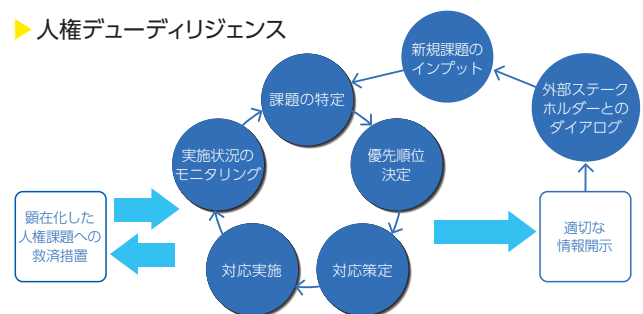 ▶人権デューディリジェンス
新規課題の
インプット
外部ステーク
ホルダーとの
ダイアログ
課題の特定
実施状況の
モニタリング
優先順位
決定
顕在化した
人権課題への
救済措置
対応実施
対応策定
適切な
情報開示